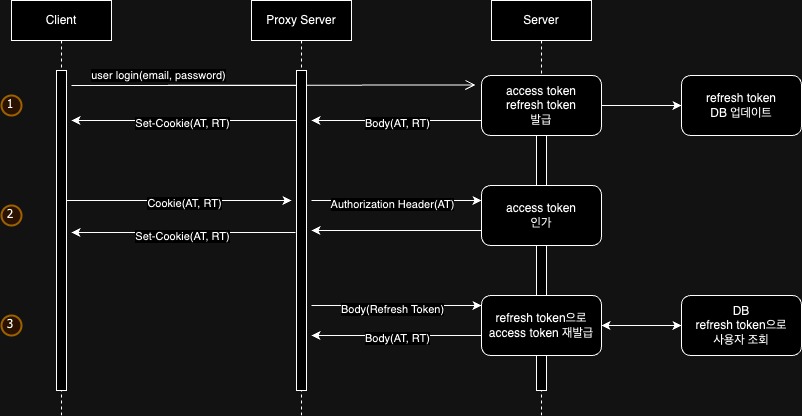 Client
Proxy Server
Server
user login(email, password)
1
access token
refresh token
발급
refresh token
DB 업데이트
Set-Cookie(AT, RT)
Body(AT, RT)
2
Cookie(AT, RT)
Authorization Header(AT)
access token
인가
Set-Cookie(AT, RT)
3
Body(Refresh Token)
refresh token으로
access token 재발급
DB
refresh token으로
사용자 조회
Body(AT, RT)